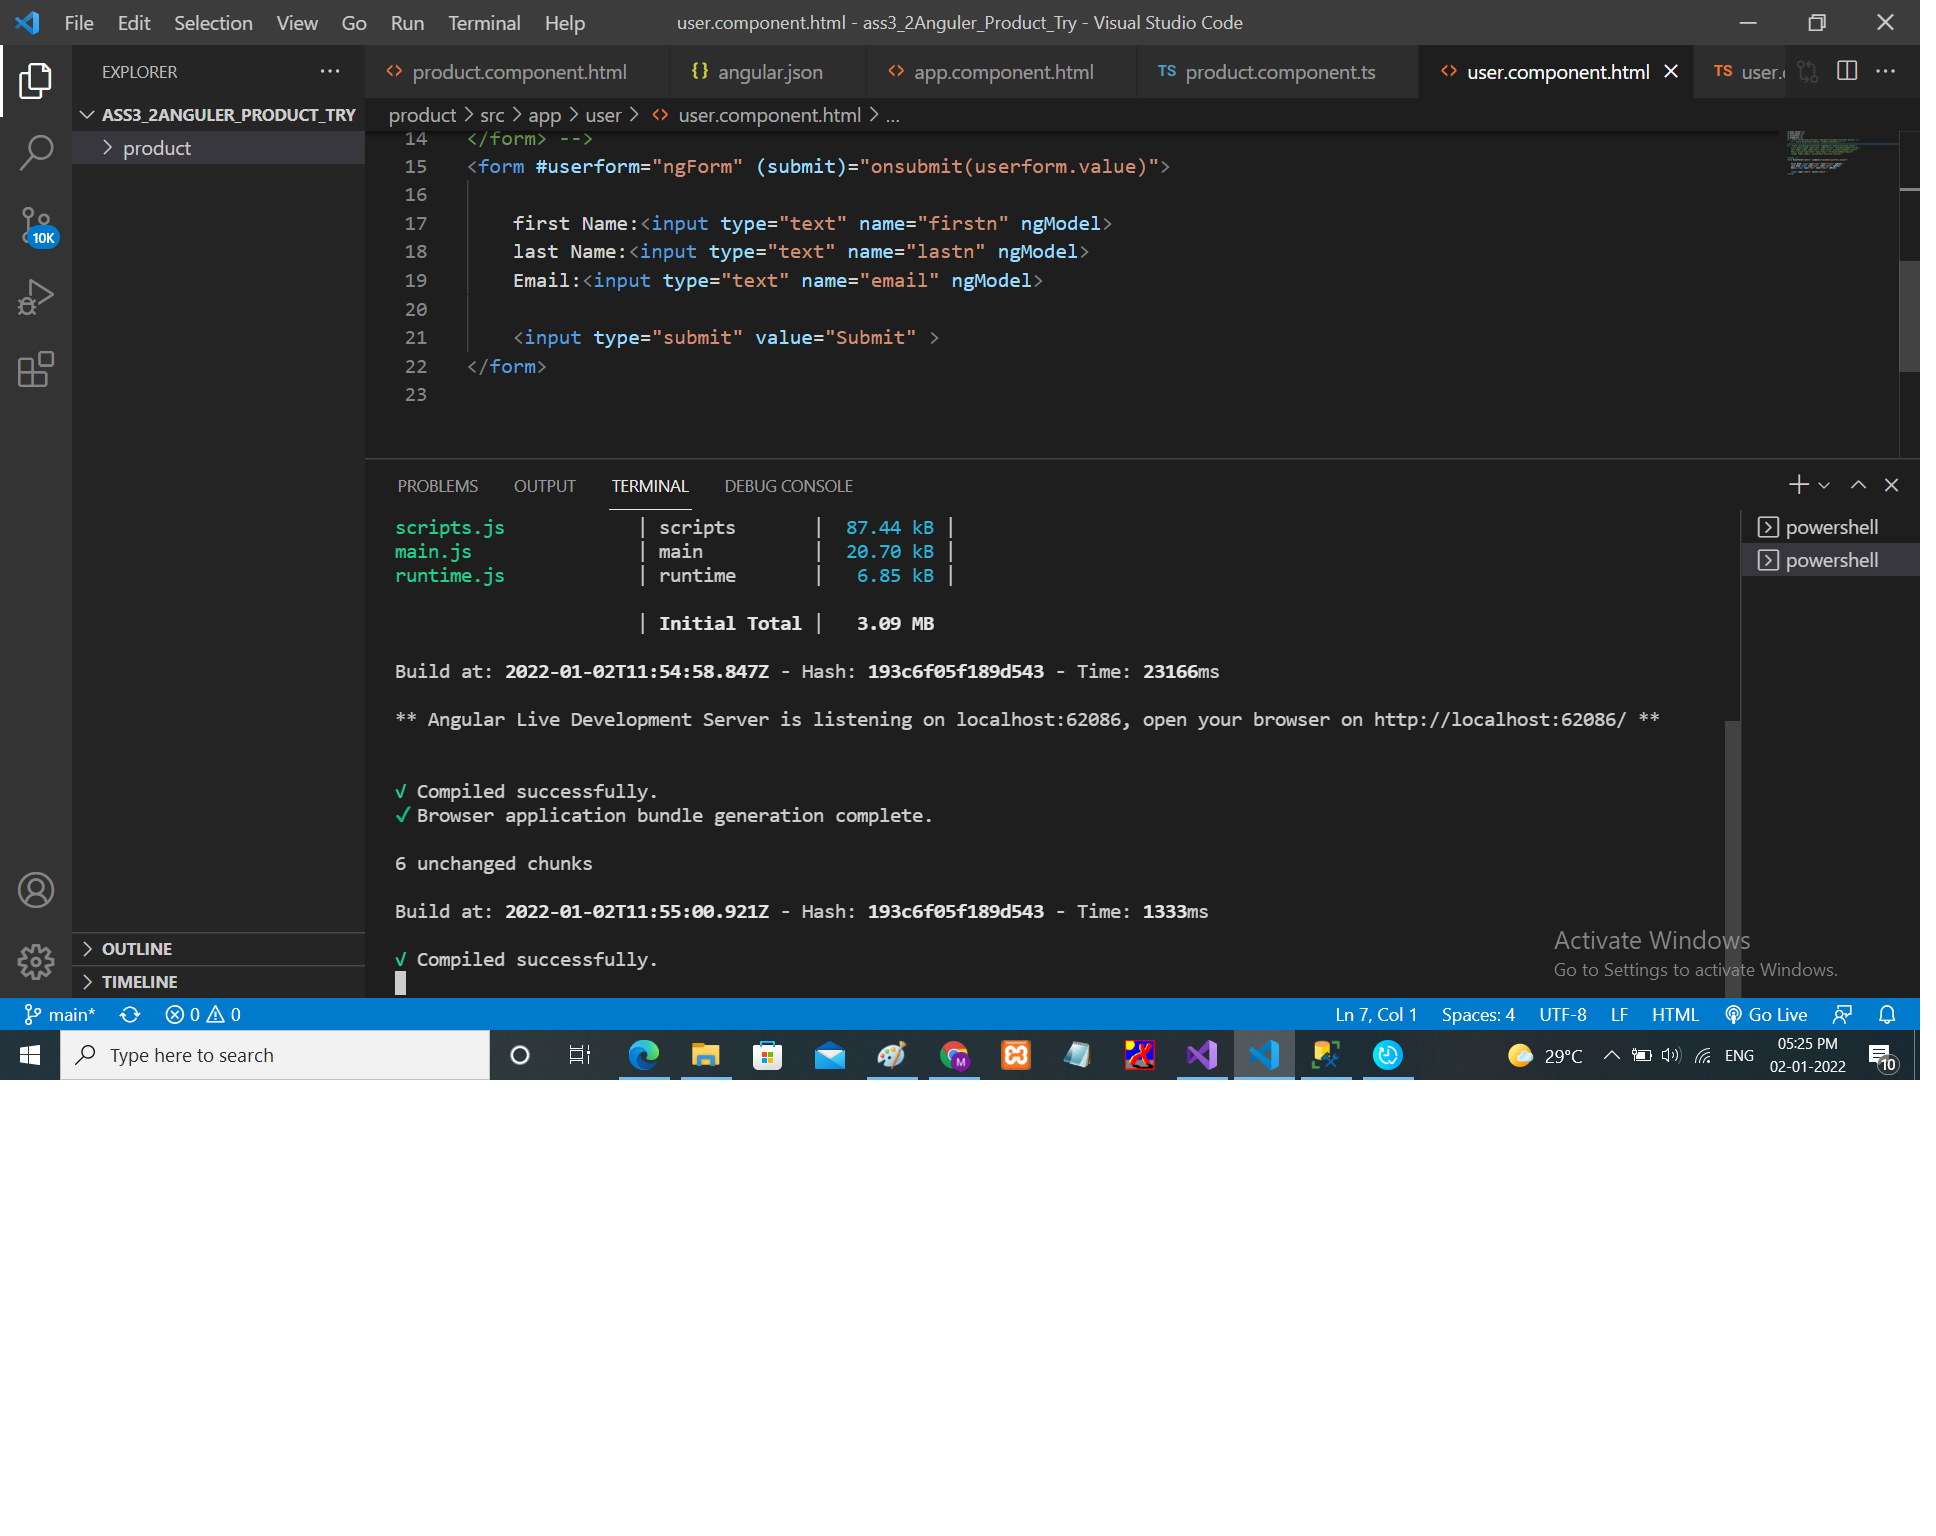 File Edit Selection View Go Run Terminal Help user.component.html - ass3_2Anguler_Product_Try - Visual Studio Code
EXPLORER
product.component.html {} angular.json app.component.html TS product.component.ts user.component.html TS user.
ASS3_2ANGULER_PRODUCT_TRY
product
product > src > app > user > user.component.html > ...
14 </form> -->
15 <form #userform="ngForm" (submit)="onsubmit(userform.value)">
16
17 first Name:<input type="text" name="firstn" ngModel>
18 last Name:<input type="text" name="lastn" ngModel>
19 Email:<input type="text" name="email" ngModel>
20
21 <input type="submit" value="Submit" >
22 </form>
23
10K
PROBLEMS OUTPUT TERMINAL DEBUG CONSOLE
scripts.js | scripts | 87.44 kB |
main.js | main | 20.70 kB |
runtime.js | runtime | 6.85 kB |
| Initial Total | 3.09 MB
Build at: 2022-01-02T11:54:58.847Z - Hash: 193c6f05f189d543 - Time: 23166ms
** Angular Live Development Server is listening on localhost:62086, open your browser on http://localhost:62086/ **
√ Compiled successfully.
✓ Browser application bundle generation complete.
6 unchanged chunks
Build at: 2022-01-02T11:55:00.921Z - Hash: 193c6f05f189d543 - Time: 1333ms
√ Compiled successfully.
powershell
powershell
Activate Windows
Go to Settings to activate Windows.
OUTLINE
TIMELINE
main* 0 0 Ln 7, Col 1 Spaces: 4 UTF-8 LF HTML Go Live
Type here to search 29°C ENG 05:25 PM
02-01-2022
10